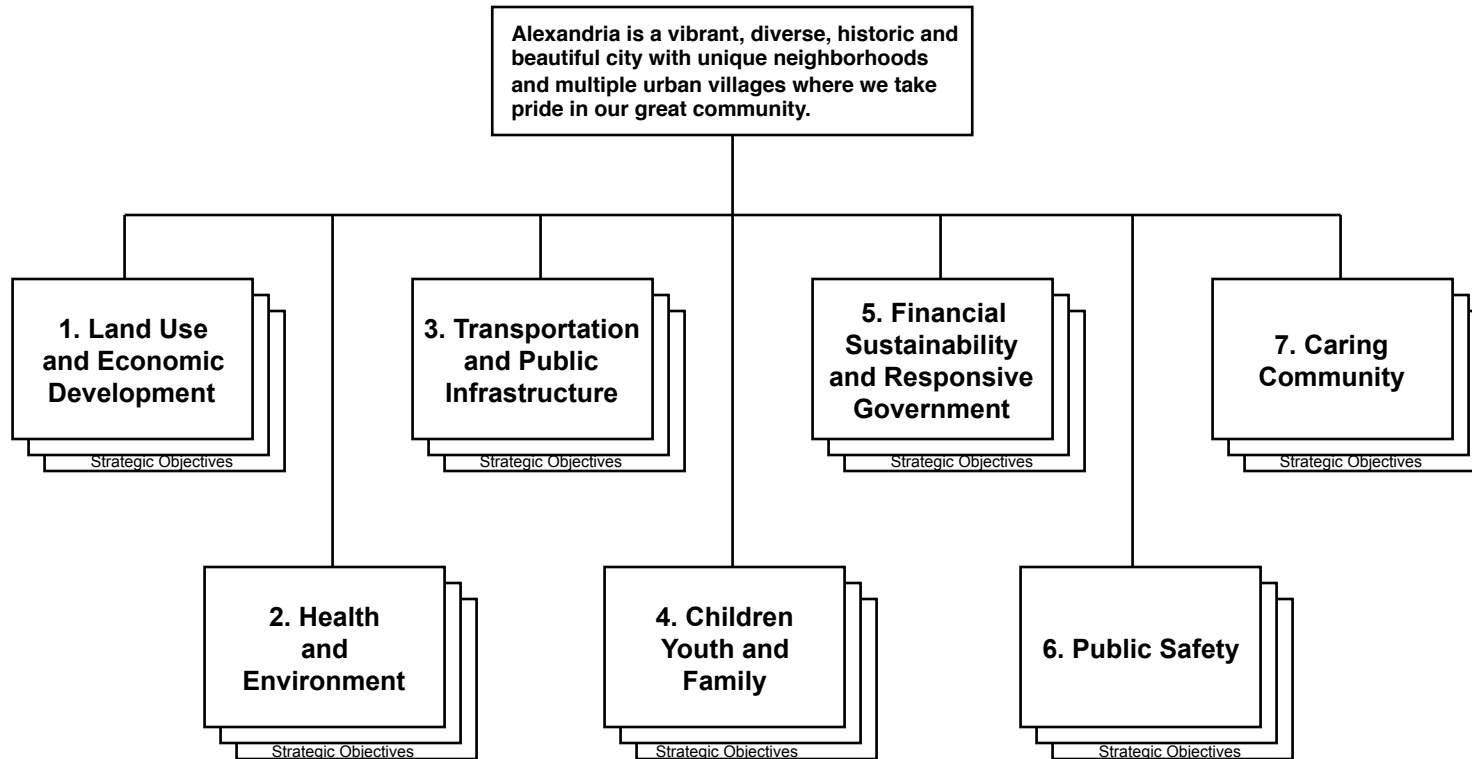 Alexandria is a vibrant, diverse, historic and
beautiful city with unique neighborhoods
and multiple urban villages where we take
pride in our great community.
1. Land Use
and Economic
Development
Strategic Objectives
3. Transportation
and Public
Infrastructure
Strategic Objectives
5. Financial
Sustainability
and Responsive
Government
Strategic Objectives
7. Caring
Community
Strategic Objectives
2. Health
and
Environment
Strategic Objectives
4. Children
Youth and
Family
Strategic Objectives
6. Public Safety
Strategic Objectives